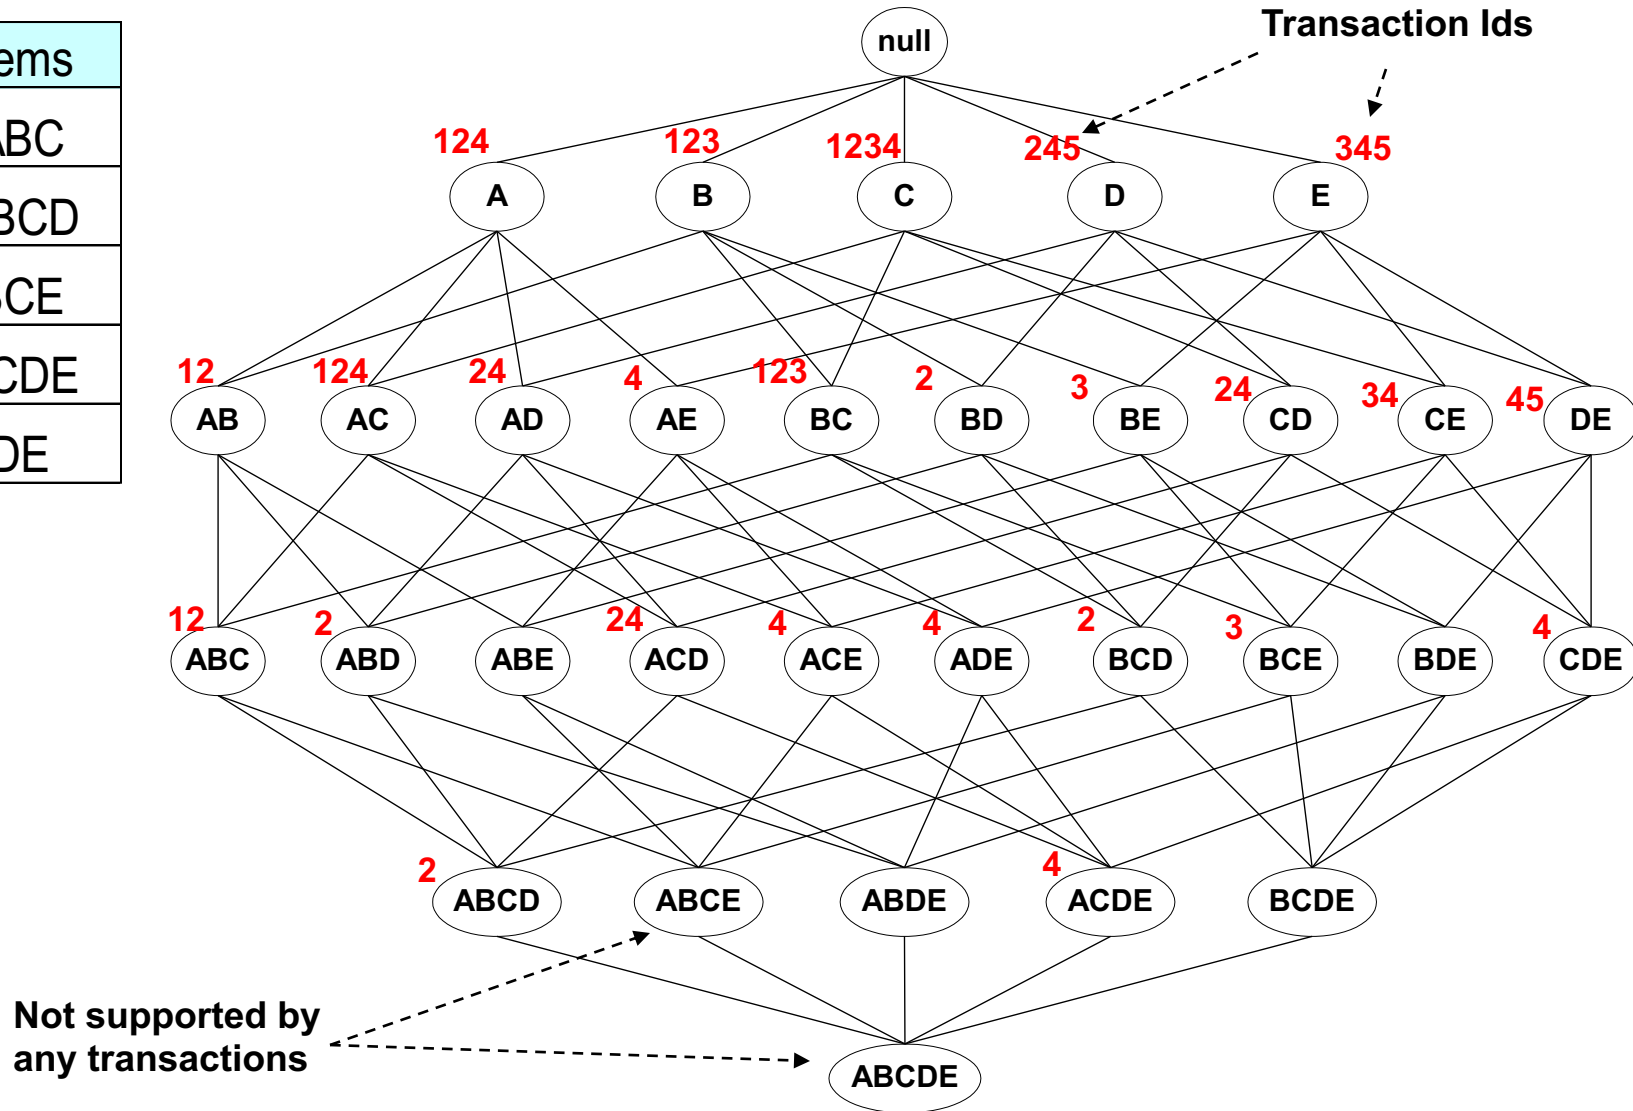 Transaction Ids
null
ems
ABC
BCD
BCE
CDE
DE
124 123 1234 245 345
A B C D E
12 124 24 4 123 2 3 24 34 45
AB AC AD AE BC BD BE CD CE DE
12 2 24 4 4 2 3 4
ABC ABD ABE ACD ACE ADE BCD BCE BDE CDE
2 4
ABCD ABCE ABDE ACDE BCDE
Not supported by
any transactions
ABCDE